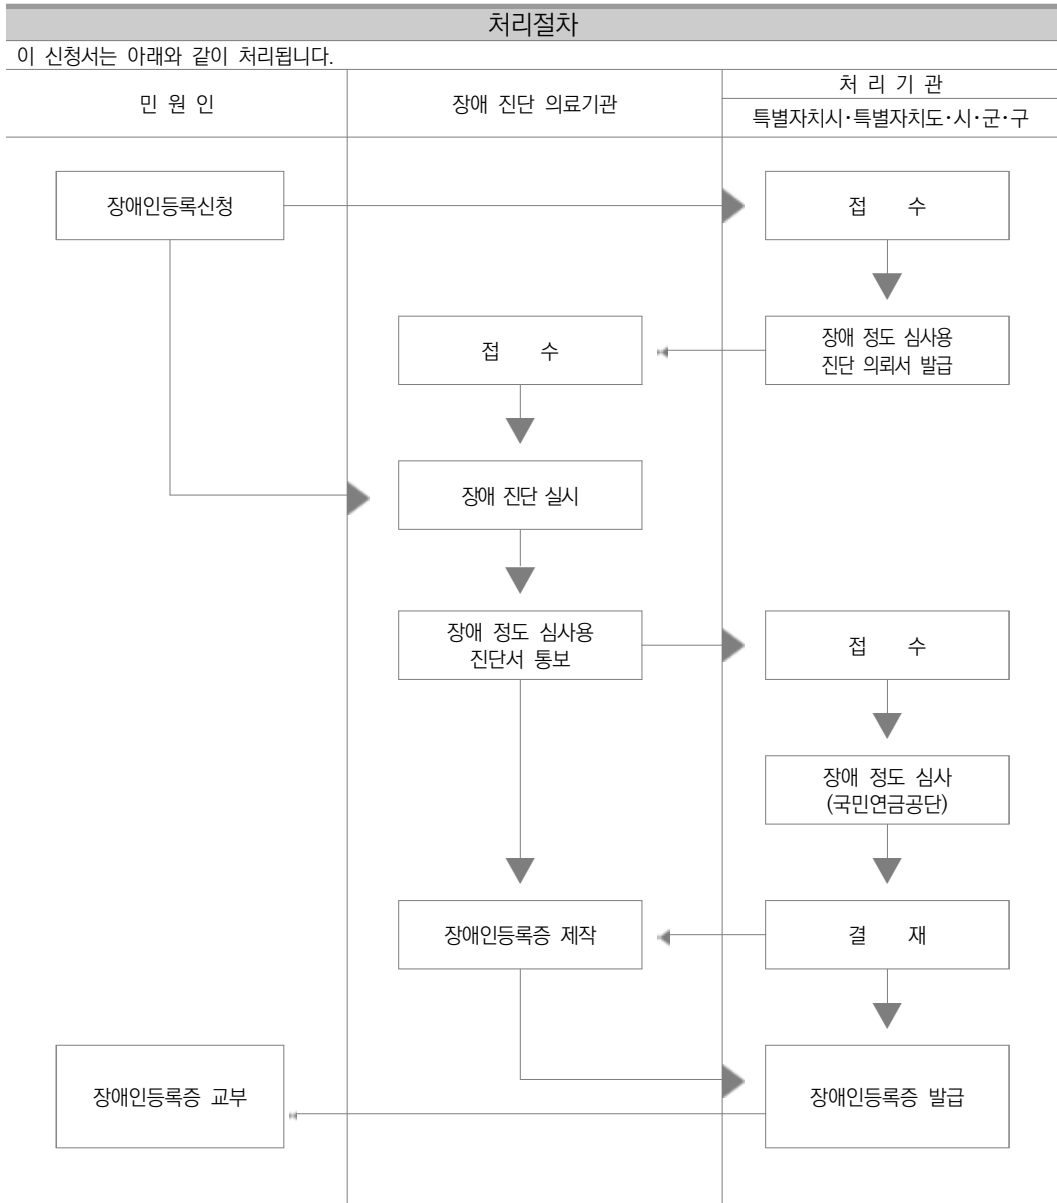 처리절차
이 신청서는 아래와 같이 처리됩니다.
민 원 인
장애 진단 의료기관
처 리 기 관
특별자치시·특별자치도·시·군·구
장애인등록신청
접 수
장애 정도 심사용
진단 의뢰서 발급
접 수
장애 진단 실시
장애 정도 심사용
진단서 통보
접 수
장애 정도 심사
(국민연금공단)
장애인등록증 제작
결 재
장애인등록증 교부
장애인등록증 발급